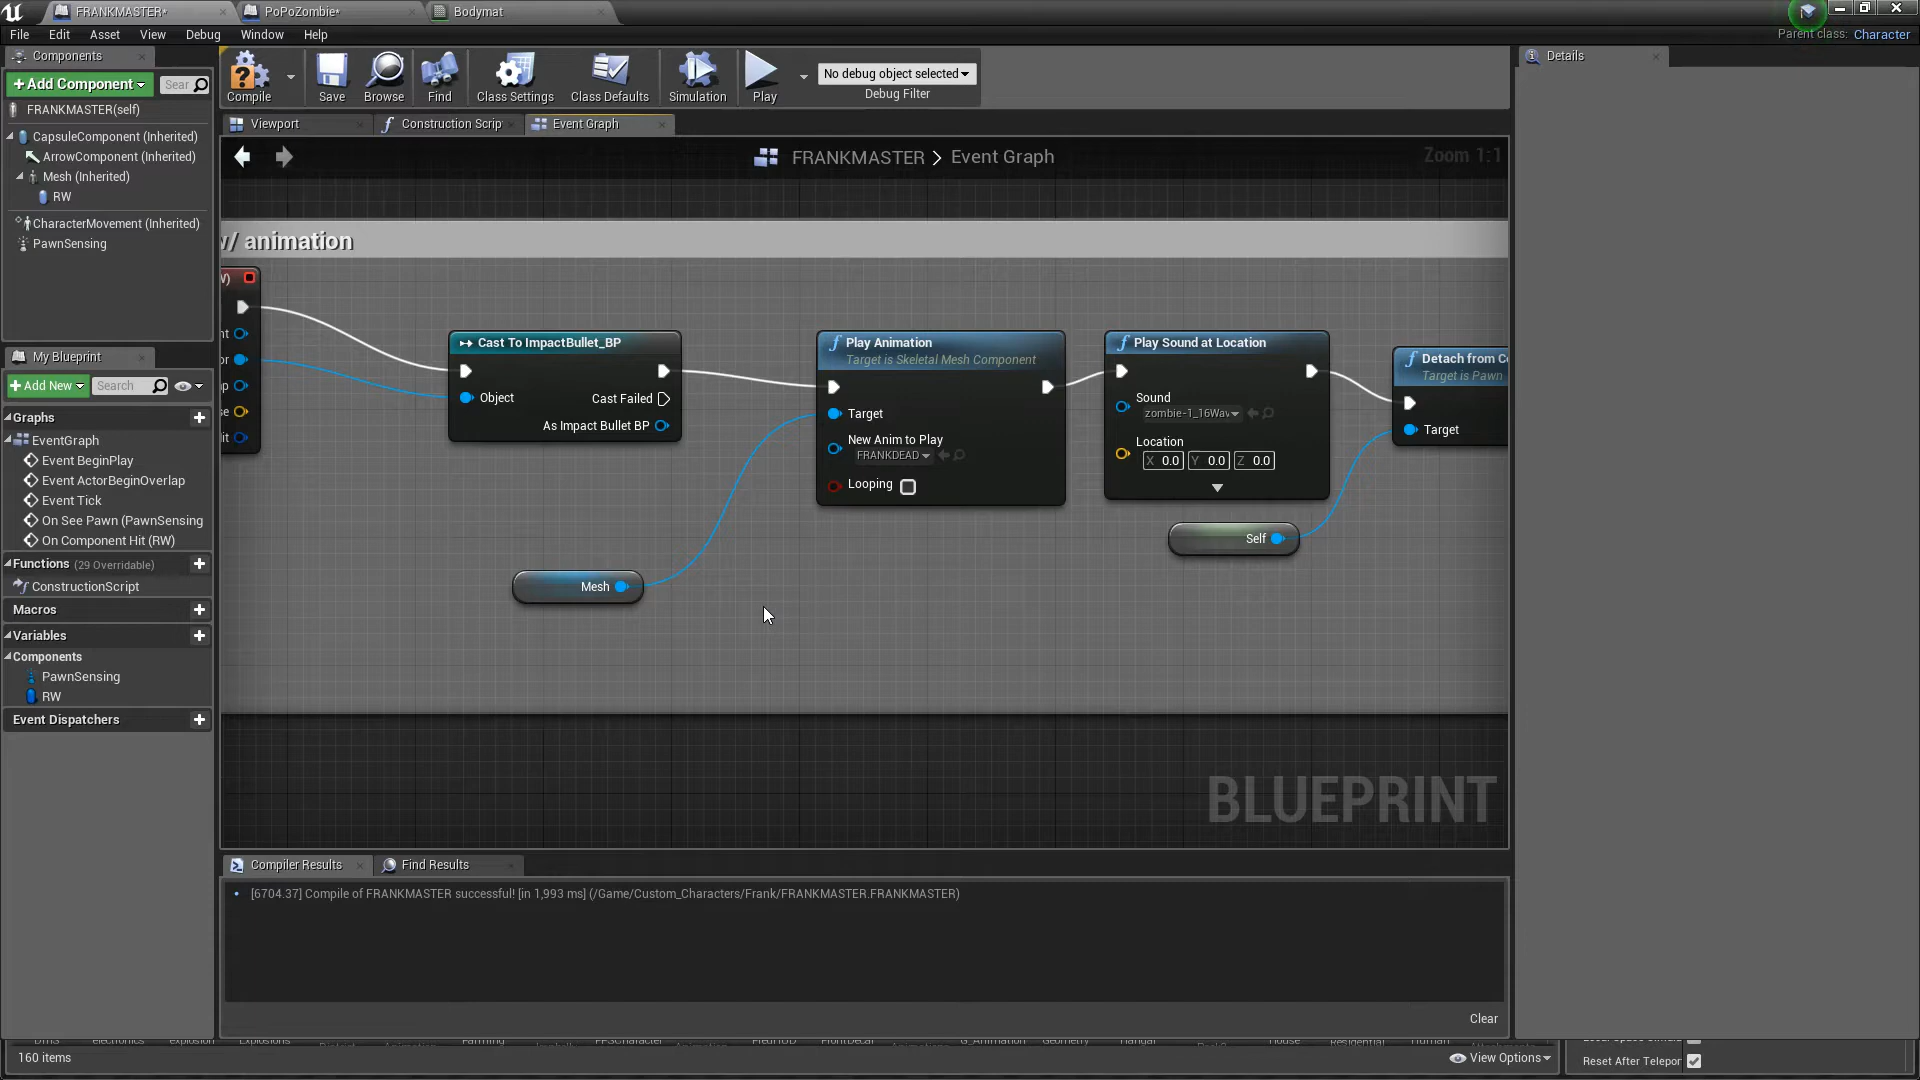 FRANKMASTER*
PoPoZombie*
Bodymat
File Edit Asset View Debug Window Help
Parent class: Character
Components
+Add Component
Sear
FRANKMASTER(self)
CapsuleComponent (Inherited)
ArrowComponent (Inherited)
Mesh (Inherited)
RW
CharacterMovement (Inherited)
PawnSensing
Compile
Save
Browse
Find
Class Settings
Class Defaults
Simulation
Play
No debug object selected
Debug Filter
Details
Viewport
Construction Scrip
Event Graph
FRANKMASTER > Event Graph
Zoom 1:1
w/ animation
Cast To ImpactBullet_BP
Object
Cast Failed
As Impact Bullet BP
Play Animation
Target is Skeletal Mesh Component
Target
New Anim to Play
FRANKDEAD
Looping
Play Sound at Location
Sound
zombie-1_16Wav
Location
X 0.0 Y 0.0 Z 0.0
Detach from Co
Target is Pawn
Target
Self
Mesh
BLUEPRINT
My Blueprint
+Add New
Search
Graphs
EventGraph
Event BeginPlay
Event ActorBeginOverlap
Event Tick
On See Pawn (PawnSensing
On Component Hit (RW)
Functions (29 Overridable)
ConstructionScript
Macros
Variables
Components
PawnSensing
RW
Event Dispatchers
Compiler Results
Find Results
[6704.37] Compile of FRANKMASTER successful! [in 1,993 ms] (/Game/Custom_Characters/Frank/FRANKMASTER.FRANKMASTER)
Clear
160 items
View Options
Reset After Telepor